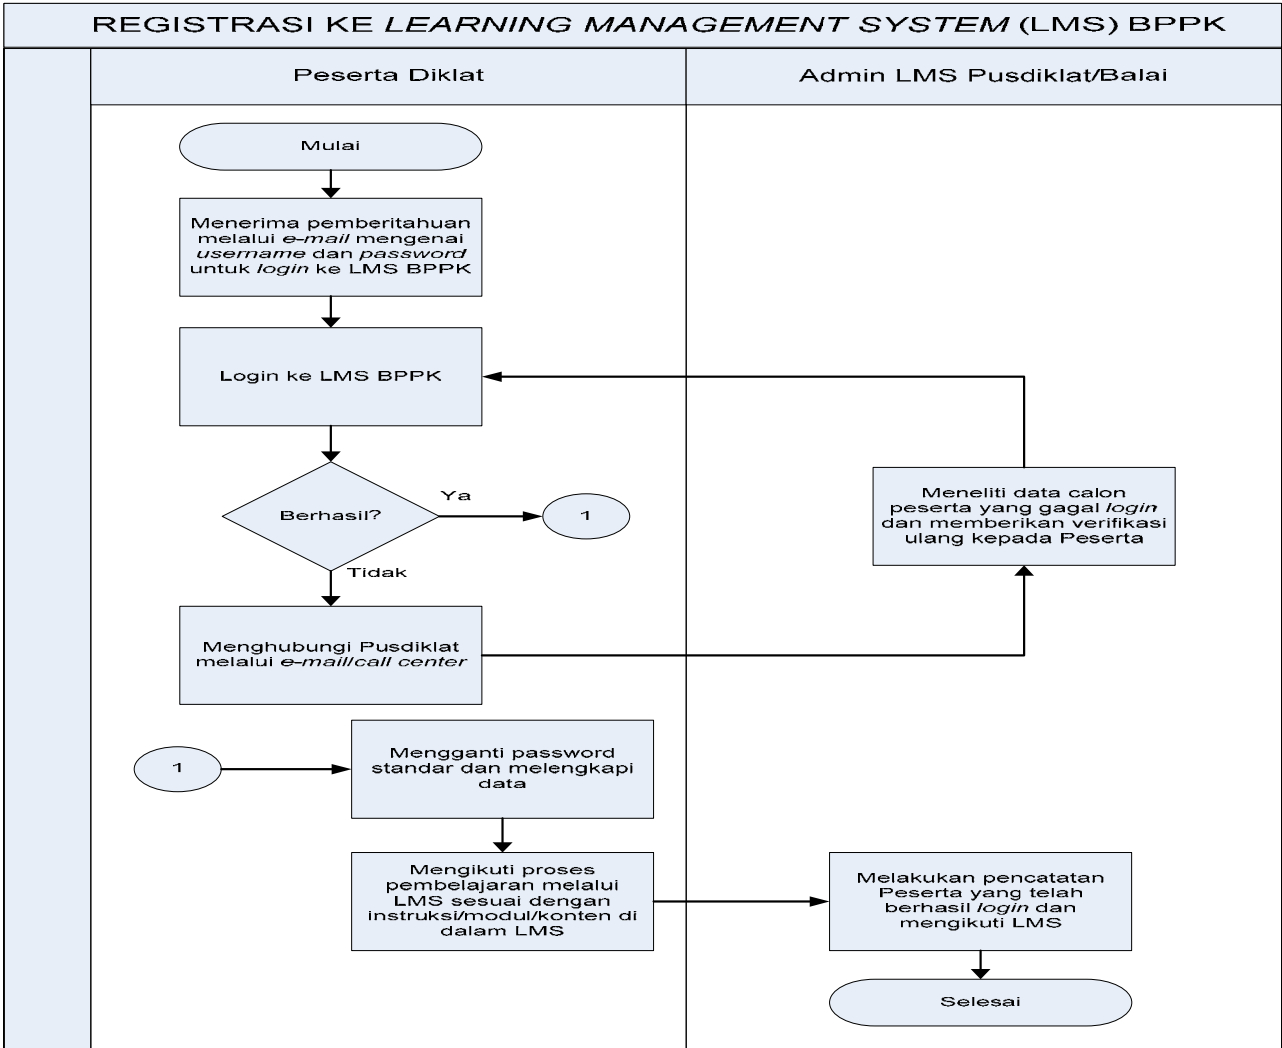 REGISTRASI KE LEARNING MANAGEMENT SYSTEM (LMS) BPPK
Peserta Diklat
Admin LMS Pusdiklat/Balai
Mulai
Menerima pemberitahuan
melalui e-mail mengenai
username dan password
untuk login ke LMS BPPK
Login ke LMS BPPK
Berhasil?
Ya
1
Tidak
Meneliti data calon
peserta yang gagal login
dan memberikan verifikasi
ulang kepada Peserta
Menghubungi Pusdiklat
melalui e-mail/call center
1
Mengganti password
standar dan melengkapi
data
Mengikuti proses
pembelajaran melalui
LMS sesuai dengan
instruksi/modul/konten di
dalam LMS
Melakukan pencatatan
Peserta yang telah
berhasil login dan
mengikuti LMS
Selesai